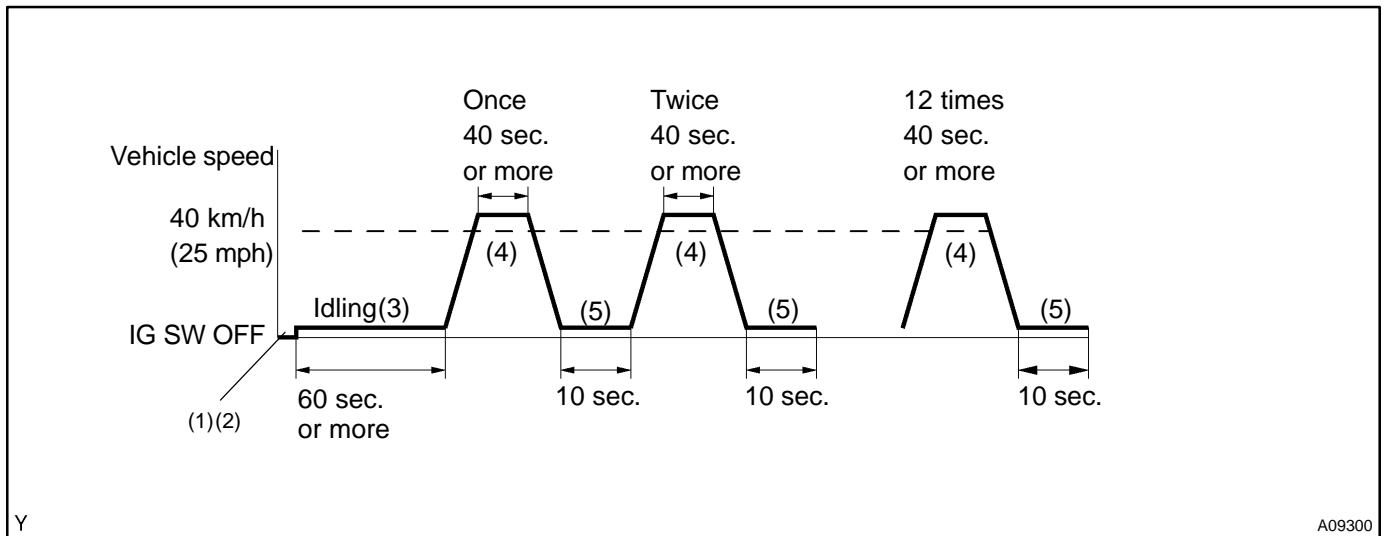 Once
40 sec.
or more
Twice
40 sec.
or more
12 times
40 sec.
or more
Vehicle speed
40 km/h
(25 mph)
(4)
(4)
(4)
Idling(3)
(5)
(5)
(5)
IG SW OFF
(1)(2)
60 sec.
or more
10 sec.
10 sec.
10 sec.
Y
A09300